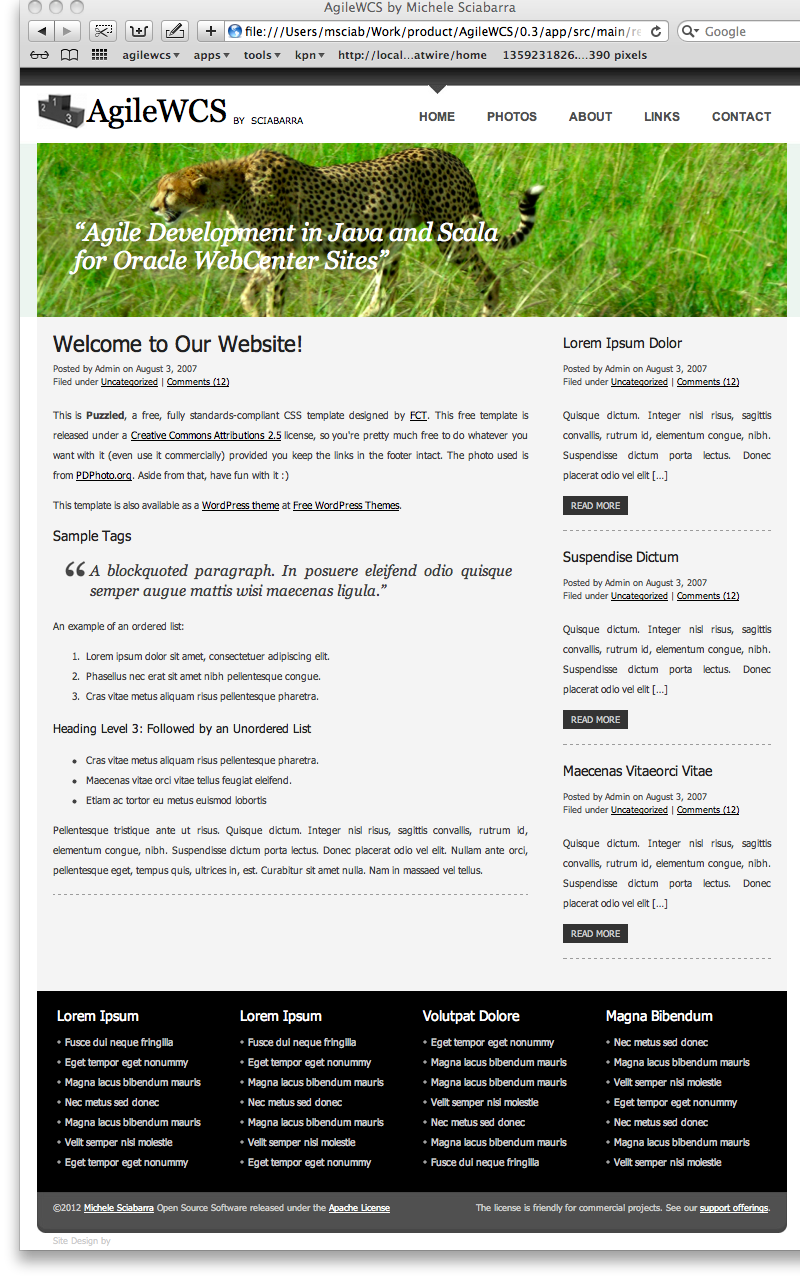 AgileWCS by Michele Sciabarra
file:///Users/msciab/Work/product/AgileWCS/0.3/app/src/main/re
Google
agilewcs apps tools kpn http://local...atwire/home 1359231826....390 pixels
AgileWCS BY SCIABARRA
HOME PHOTOS ABOUT LINKS CONTACT
“Agile Development in Java and Scala
for Oracle WebCenter Sites”
Welcome to Our Website!
Posted by Admin on August 3, 2007
Filed under Uncategorized | Comments (12)
This is Puzzled, a free, fully standards-compliant CSS template designed by FCT. This free template is
released under a Creative Commons Attributions 2.5 license, so you're pretty much free to do whatever you
want with it (even use it commercially) provided you keep the links in the footer intact. The photo used is
from PDPhoto.org. Aside from that, have fun with it :)
This template is also available as a WordPress theme at Free WordPress Themes.
Sample Tags
“ A blockquoted paragraph. In posuere eleifend odio quisque
semper augue mattis wisi maecenas ligula.”
An example of an ordered list:
1. Lorem ipsum dolor sit amet, consectetuer adipiscing elit.
2. Phasellus nec erat sit amet nibh pellentesque congue.
3. Cras vitae metus aliquam risus pellentesque pharetra.
Heading Level 3: Followed by an Unordered List
• Cras vitae metus aliquam risus pellentesque pharetra.
• Maecenas vitae orci vitae tellus feugiat eleifend.
• Etiam ac tortor eu metus euismod lobortis
Pellentesque tristique ante ut risus. Quisque dictum. Integer nisl risus, sagittis convallis, rutrum id,
elementum congue, nibh. Suspendisse dictum porta lectus. Donec placerat odio vel elit. Nullam ante orci,
pellentesque eget, tempus quis, ultrices in, est. Curabitur sit amet nulla. Nam in massaed vel tellus.
Lorem Ipsum Dolor
Posted by Admin on August 3, 2007
Filed under Uncategorized | Comments (12)
Quisque dictum. Integer nisl risus, sagittis
convallis, rutrum id, elementum congue, nibh.
Suspendisse dictum porta lectus. Donec
placerat odio vel elit [...]
READ MORE
Suspendise Dictum
Posted by Admin on August 3, 2007
Filed under Uncategorized | Comments (12)
Quisque dictum. Integer nisl risus, sagittis
convallis, rutrum id, elementum congue, nibh.
Suspendisse dictum porta lectus. Donec
placerat odio vel elit [...]
READ MORE
Maecenas Vitaeorci Vitae
Posted by Admin on August 3, 2007
Filed under Uncategorized | Comments (12)
Quisque dictum. Integer nisl risus, sagittis
convallis, rutrum id, elementum congue, nibh.
Suspendisse dictum porta lectus. Donec
placerat odio vel elit [...]
READ MORE
Lorem Ipsum
• Fusce dui neque fringilla
• Eget tempor eget nonummy
• Magna lacus bibendum mauris
• Nec metus sed donec
• Magna lacus bibendum mauris
• Velit semper nisi molestie
• Eget tempor eget nonummy
Lorem Ipsum
• Fusce dui neque fringilla
• Eget tempor eget nonummy
• Magna lacus bibendum mauris
• Nec metus sed donec
• Magna lacus bibendum mauris
• Velit semper nisi molestie
• Eget tempor eget nonummy
Volutpat Dolore
• Eget tempor eget nonummy
• Magna lacus bibendum mauris
• Velit semper nisi molestie
• Nec metus sed donec
• Magna lacus bibendum mauris
• Fusce dui neque fringilla
Magna Bibendum
• Nec metus sed donec
• Magna lacus bibendum mauris
• Velit semper nisi molestie
• Eget tempor eget nonummy
• Nec metus sed donec
• Magna lacus bibendum mauris
• Velit semper nisi molestie
©2012 Michele Sciabarra Open Source Software released under the Apache License
The license is friendly for commercial projects. See our support offerings.
Site Design by